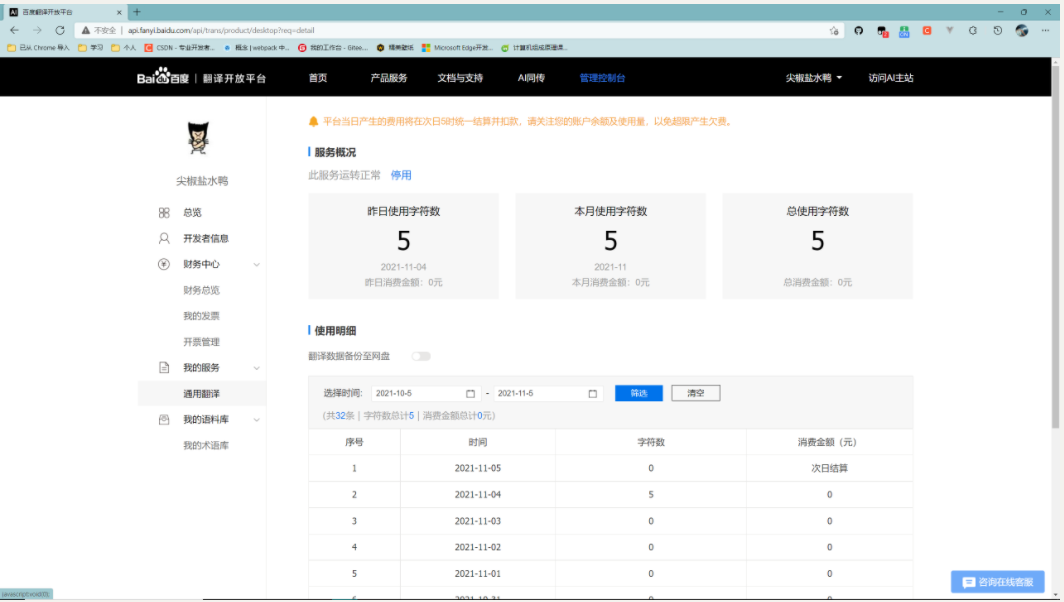 百度翻译开放平台
不安全 | api.fanyi.baidu.com/api/trans/product/desktop?req=detail
已从 Chrome 导入 学习 个人 CSDN - 专业开发者... 概念 | webpack 中... 我的工作台 - Gitee... Microsoft Edge开发... 计算机组成原理课...
Bai du 百度 | 翻译开放平台 首页 产品服务 文档与支持 AI同传 管理控制台 尖椒盐水鸭 访问AI主站
平台当日产生的费用将在次日5时统一结算并扣款，请关注您的账户余额及使用量，以免超限产生欠费。
尖椒盐水鸭
总览
开发者信息
财务中心
财务总览
我的发票
开票管理
我的服务
通用翻译
我的语料库
我的术语库
服务概况
此服务运转正常 停用
昨日使用字符数
5
2021-11-04
昨日消费金额：0元
本月使用字符数
5
2021-11
本月消费金额：0元
总使用字符数
5
总消费金额：0元
使用明细
翻译数据备份至网盘
选择时间: 2021-10-5 - 2021-11-5 筛选 清空
(共32条 | 字符数总计5 | 消费金额总计0元)
序号 时间 字符数 消费金额（元）
1 2021-11-05 0 次日结算
2 2021-11-04 5 0
3 2021-11-03 0 0
4 2021-11-02 0 0
5 2021-11-01 0 0
6 2021-10-31 0 0
咨询在线客服
javascript:void(0);